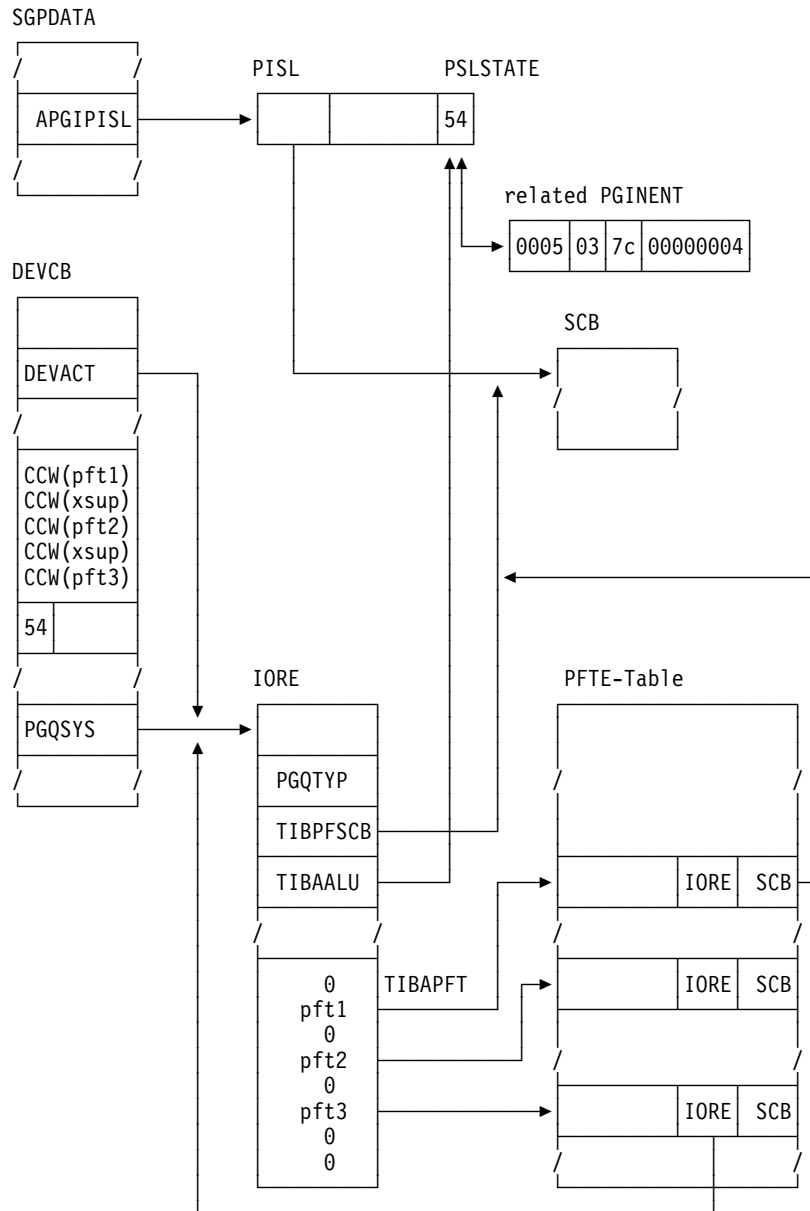 SGPDATA
PISL PSLSTATE
APGIPISL
54
related PGINENT
0005 03 7c 00000004
DEVCB
SCB
DEVACT
CCW(pft1)
CCW(xsup)
CCW(pft2)
CCW(xsup)
CCW(pft3)
54
IORE
PFTE-Table
PGQSYS
PGQTYP
TIBPFSCB
TIBAALU
IORE SCB
0
TIBAPFT
IORE SCB
pft1
0
pft2
0
pft3
IORE SCB
0
0